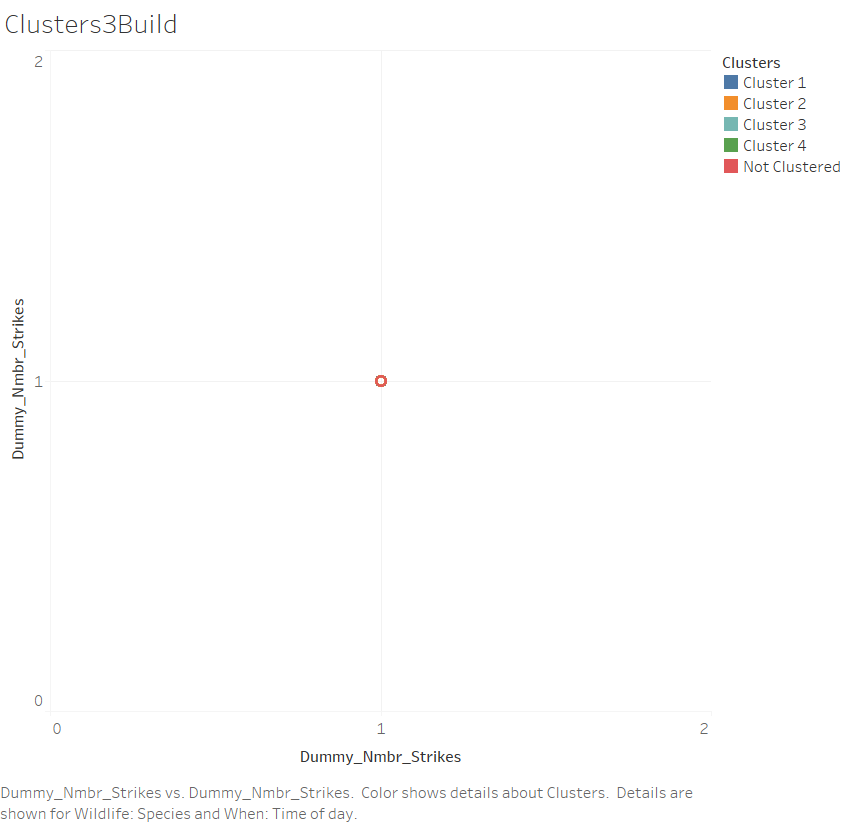 Clusters3Build
2
1
0
Dummy_Nmbr_Strikes
0
1
2
Dummy_Nmbr_Strikes
Clusters
Cluster 1
Cluster 2
Cluster 3
Cluster 4
Not Clustered
Dummy_Nmbr_Strikes vs. Dummy_Nmbr_Strikes.  Color shows details about Clusters.  Details are
shown for Wildlife: Species and When: Time of day.